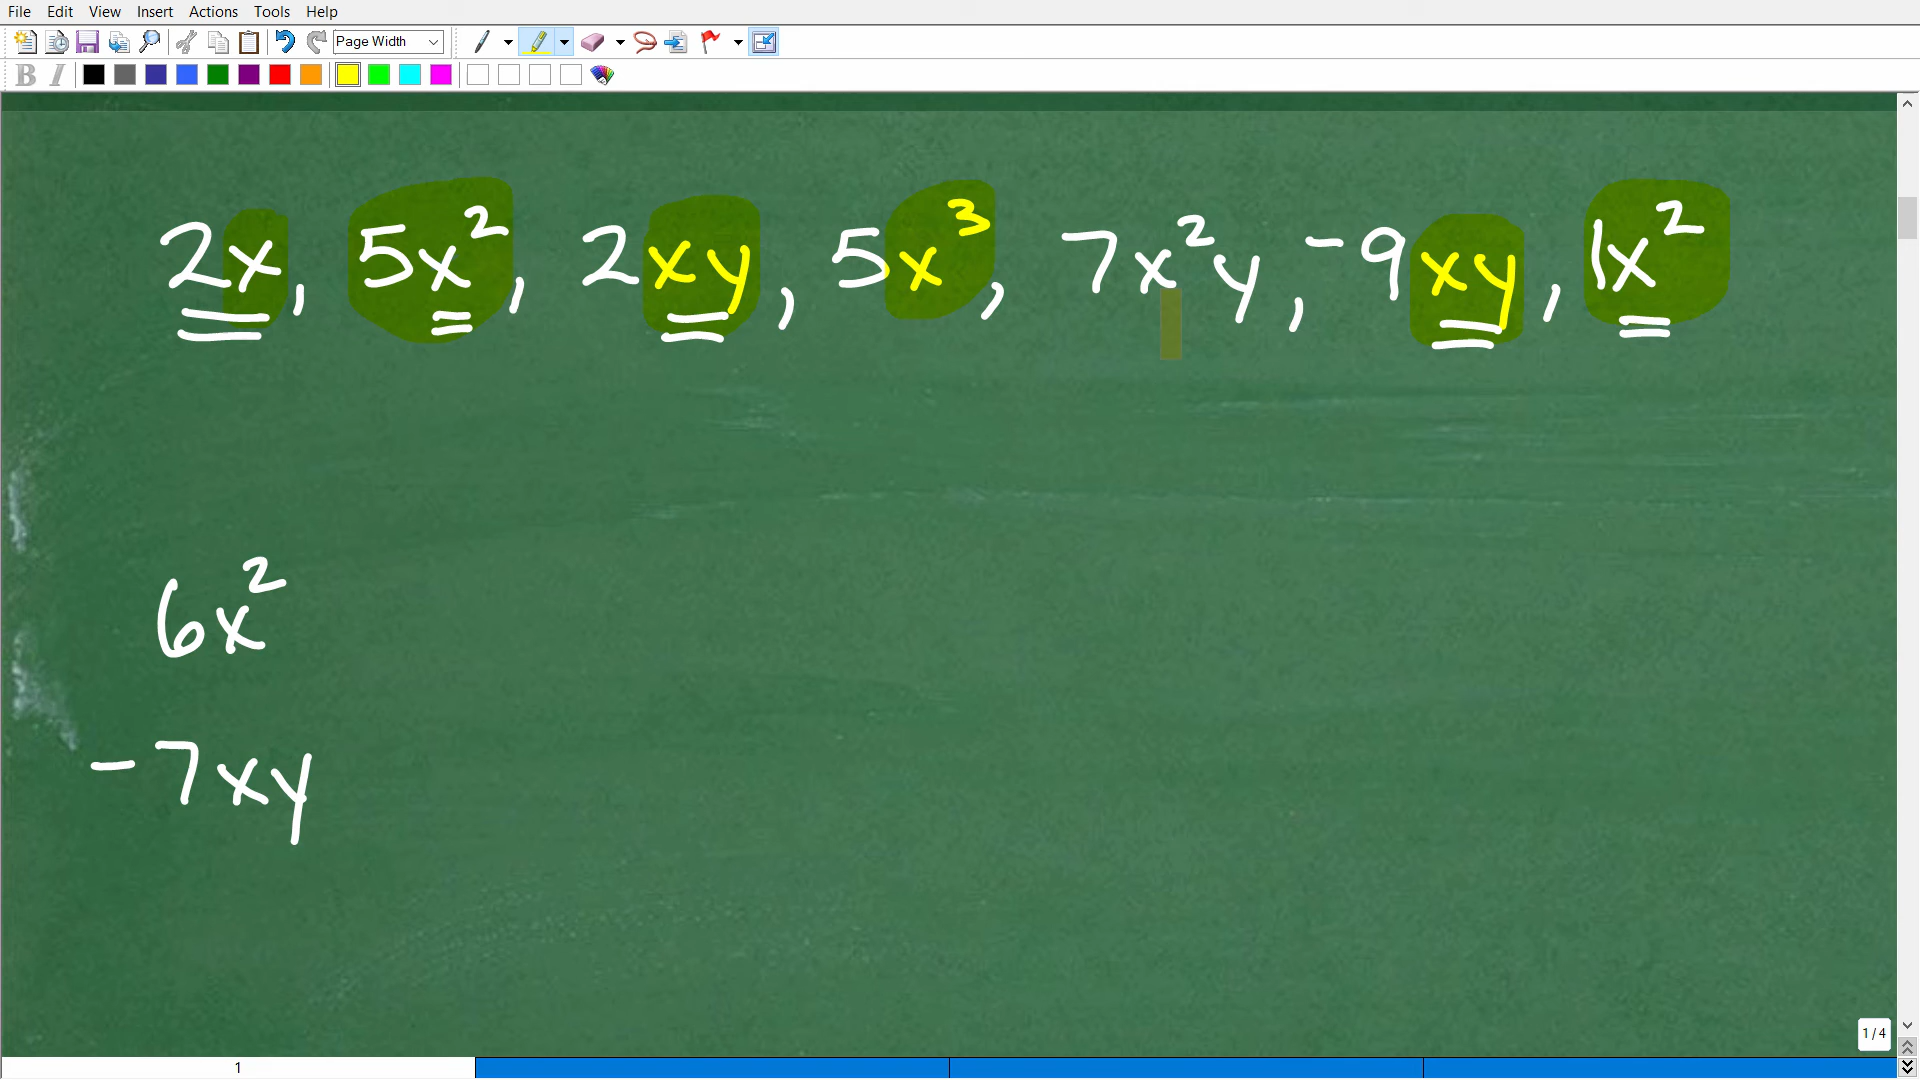 File Edit View Insert Actions Tools Help
Page Width
B I
2x, 5x², 2xy, 5x³, 7x²y, -9xy, 1x²
6x²
-7xy
1 / 4
1